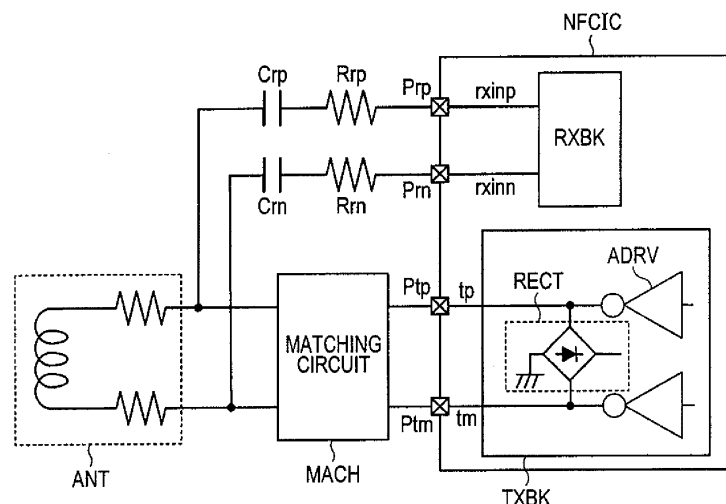 NFCIC
Crp
Rrp
Prp
rxinp
RXBK
Crn
Rrn
Prn
rxinn
ADRV
RECT
Ptp
tp
MATCHING
CIRCUIT
Ptm
tm
ANT
MACH
TXBK